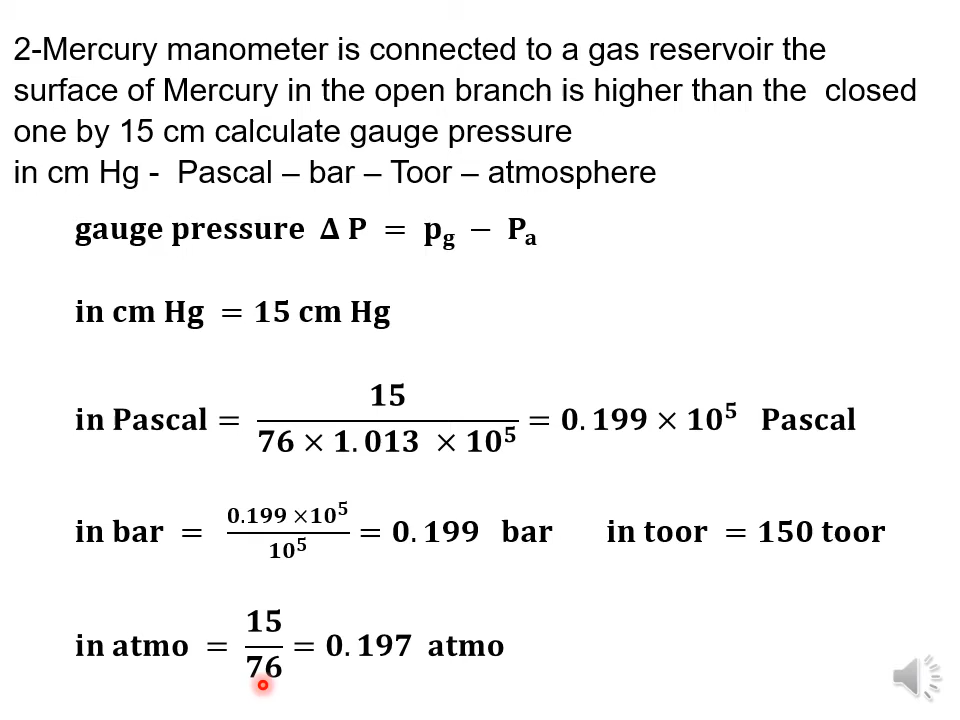 2-Mercury manometer is connected to a gas reservoir the
surface of Mercury in the open branch is higher than the closed
one by 15 cm calculate gauge pressure
in cm Hg - Pascal – bar – Toor – atmosphere
gauge pressure Δ P = p_g − P_a
in cm Hg = 15 cm Hg
in Pascal = 15 / (76 × 1.013 × 10^5) = 0.199 × 10^5 Pascal
in bar = (0.199 ×10^5) / 10^5 = 0.199 bar in toor = 150 toor
in atmo = 15 / 76 = 0.197 atmo